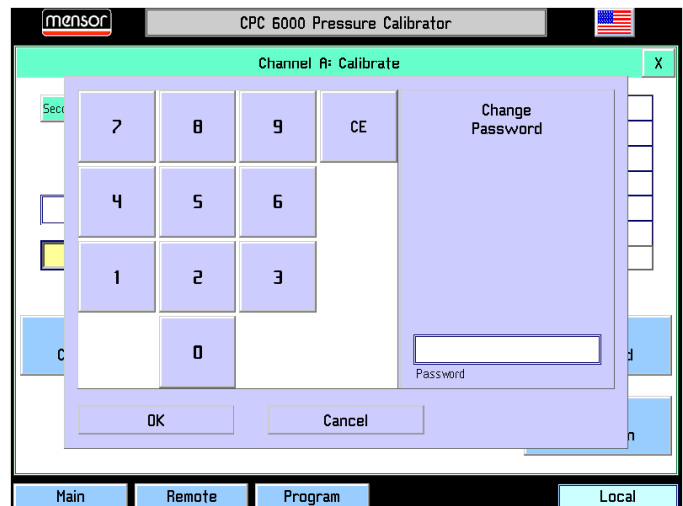 mensor
CPC 6000 Pressure Calibrator
Channel A: Calibrate
X
7 8 9 CE
Change
Password
4 5 6
1 2 3
0
Password
OK Cancel
Main Remote Program Local